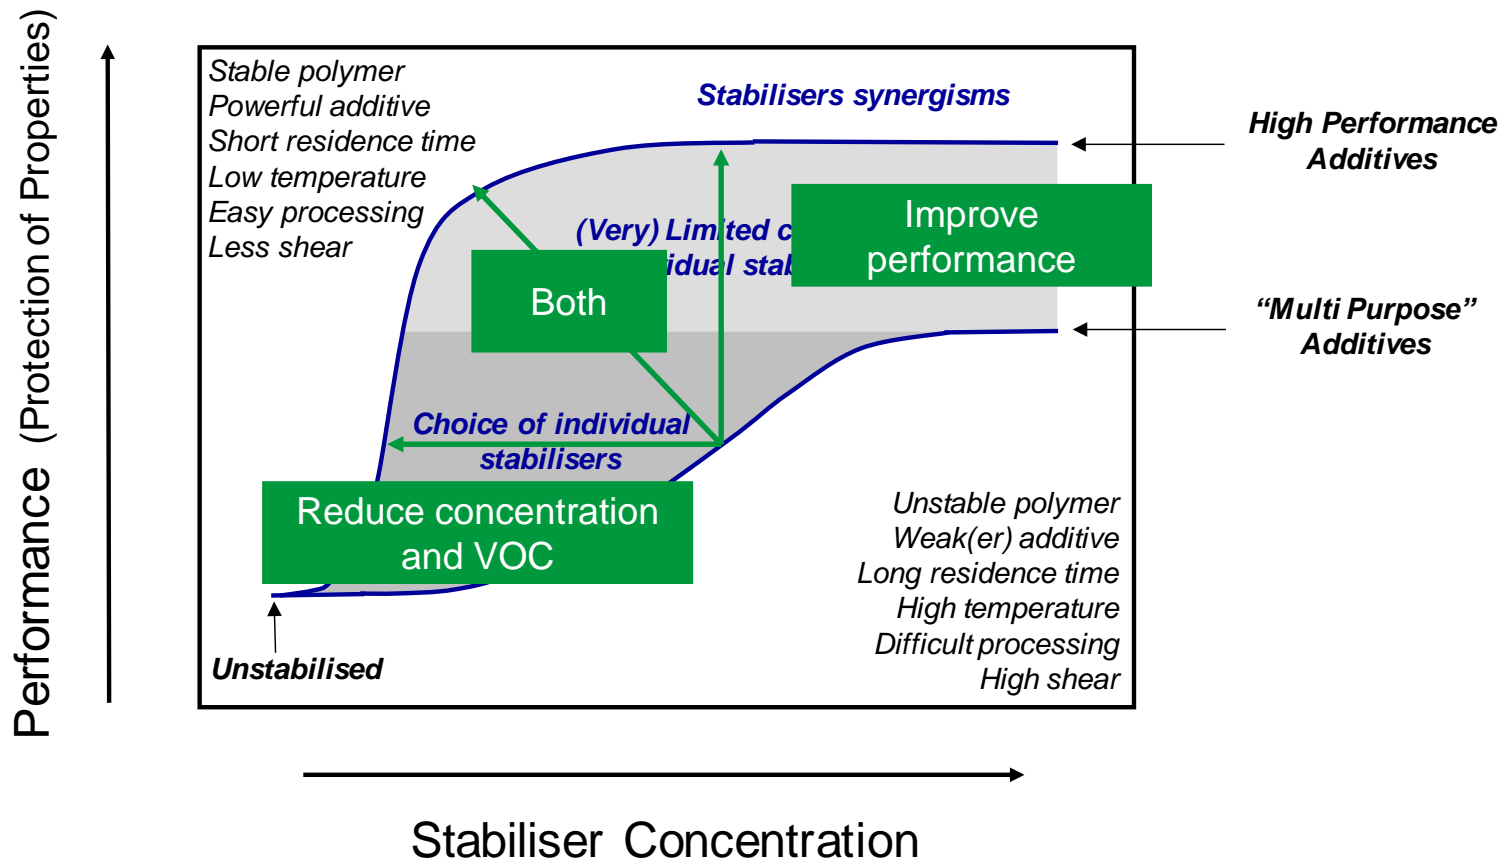 Performance (Protection of Properties)
Stable polymer
Powerful additive
Short residence time
Low temperature
Easy processing
Less shear
Stabilisers synergisms
High Performance
Additives
(Very) Limited
Improve
performance
Both
“Multi Purpose”
Additives
Choice of individual
stabilisers
Reduce concentration
and VOC
Unstable polymer
Weak(er) additive
Long residence time
High temperature
Difficult processing
High shear
Unstabilised
Stabiliser Concentration